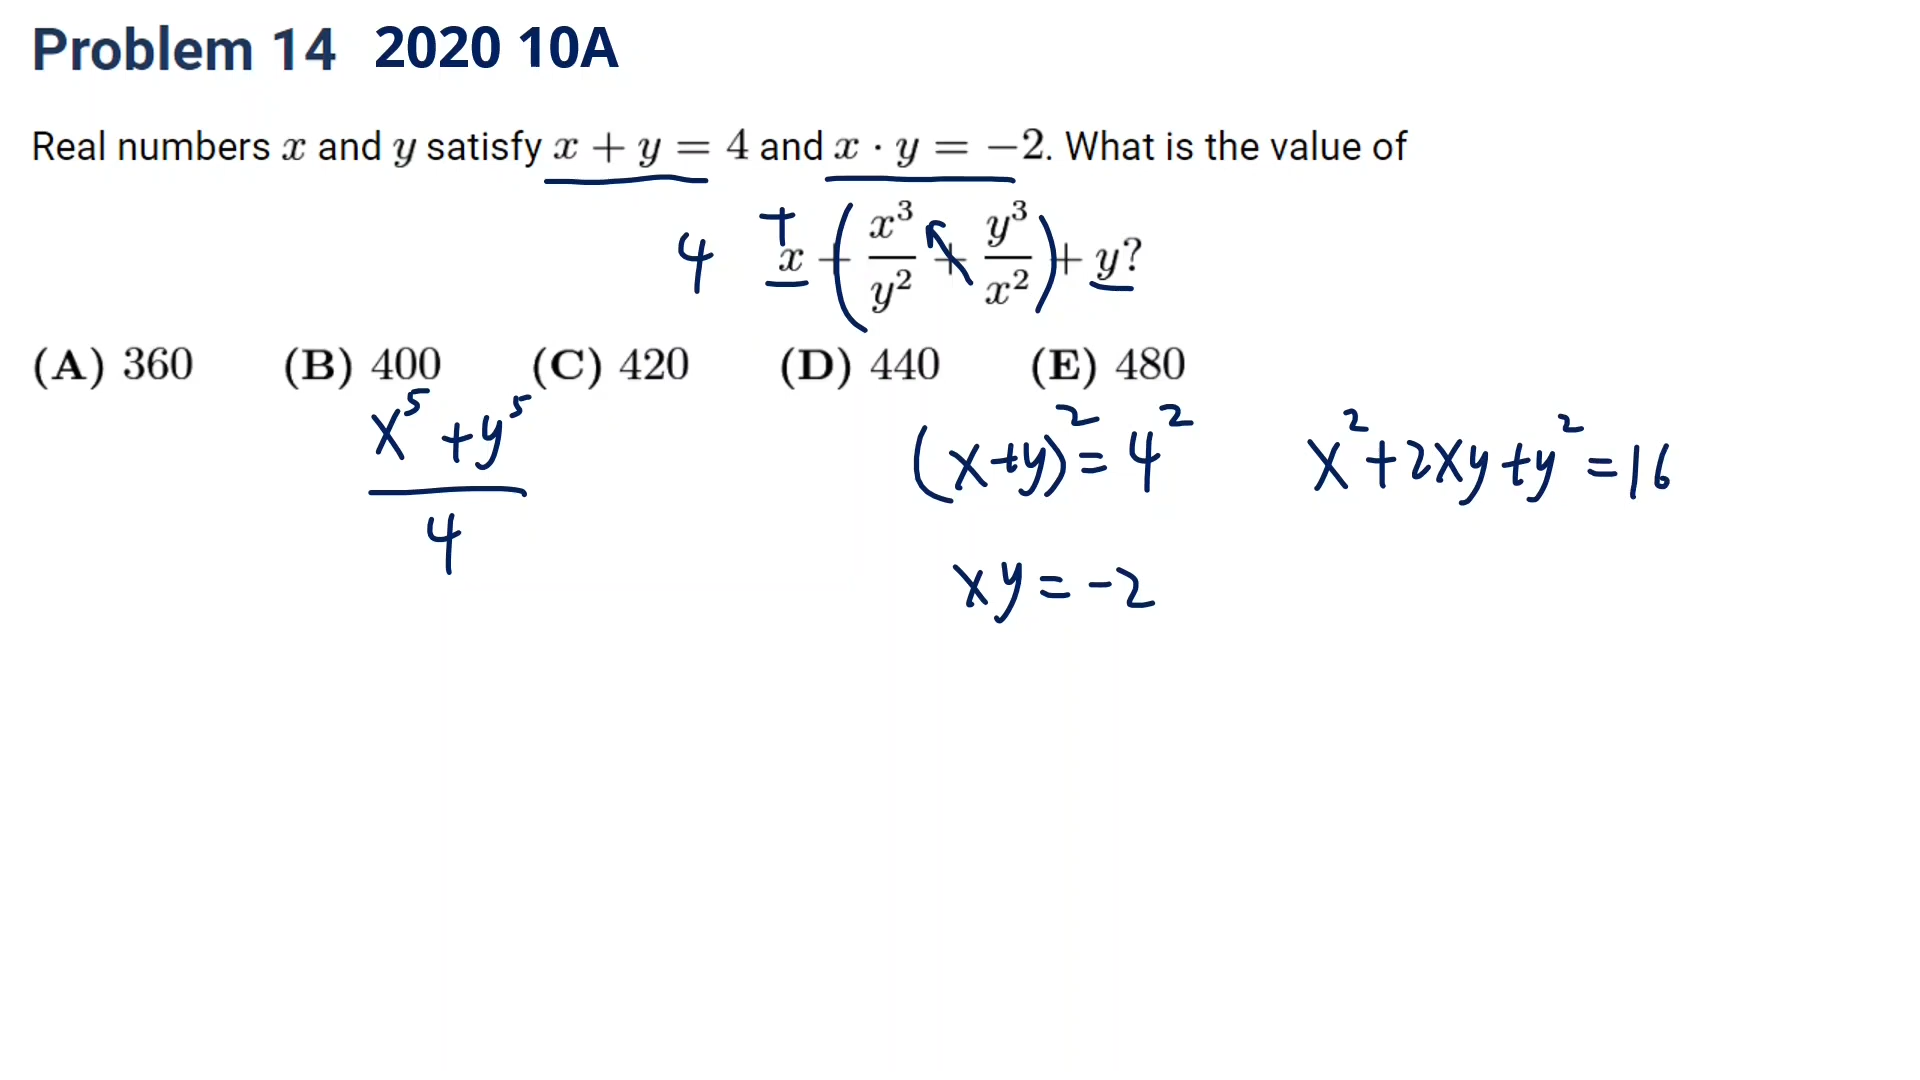 Problem 14 2020 10A
Real numbers x and y satisfy x + y = 4 and x · y = −2. What is the value of
4 + x + (x³/y² + y³/x²) + y?
(A) 360 (B) 400 (C) 420 (D) 440 (E) 480
x⁵ + y⁵ / 4
(x+y)² = 4² x² + 2xy + y² = 16
xy = -2